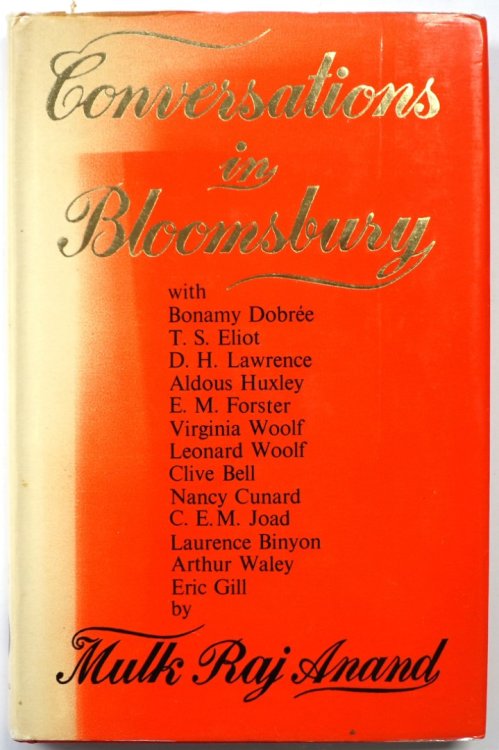 Conversations
in
Bloomsbury
with
Bonamy Dobrée
T. S. Eliot
D. H. Lawrence
Aldous Huxley
E. M. Forster
Virginia Woolf
Leonard Woolf
Clive Bell
Nancy Cunard
C. E.M. Joad
Laurence Binyon
Arthur Waley
Eric Gill
by
Mulk Raj Anand